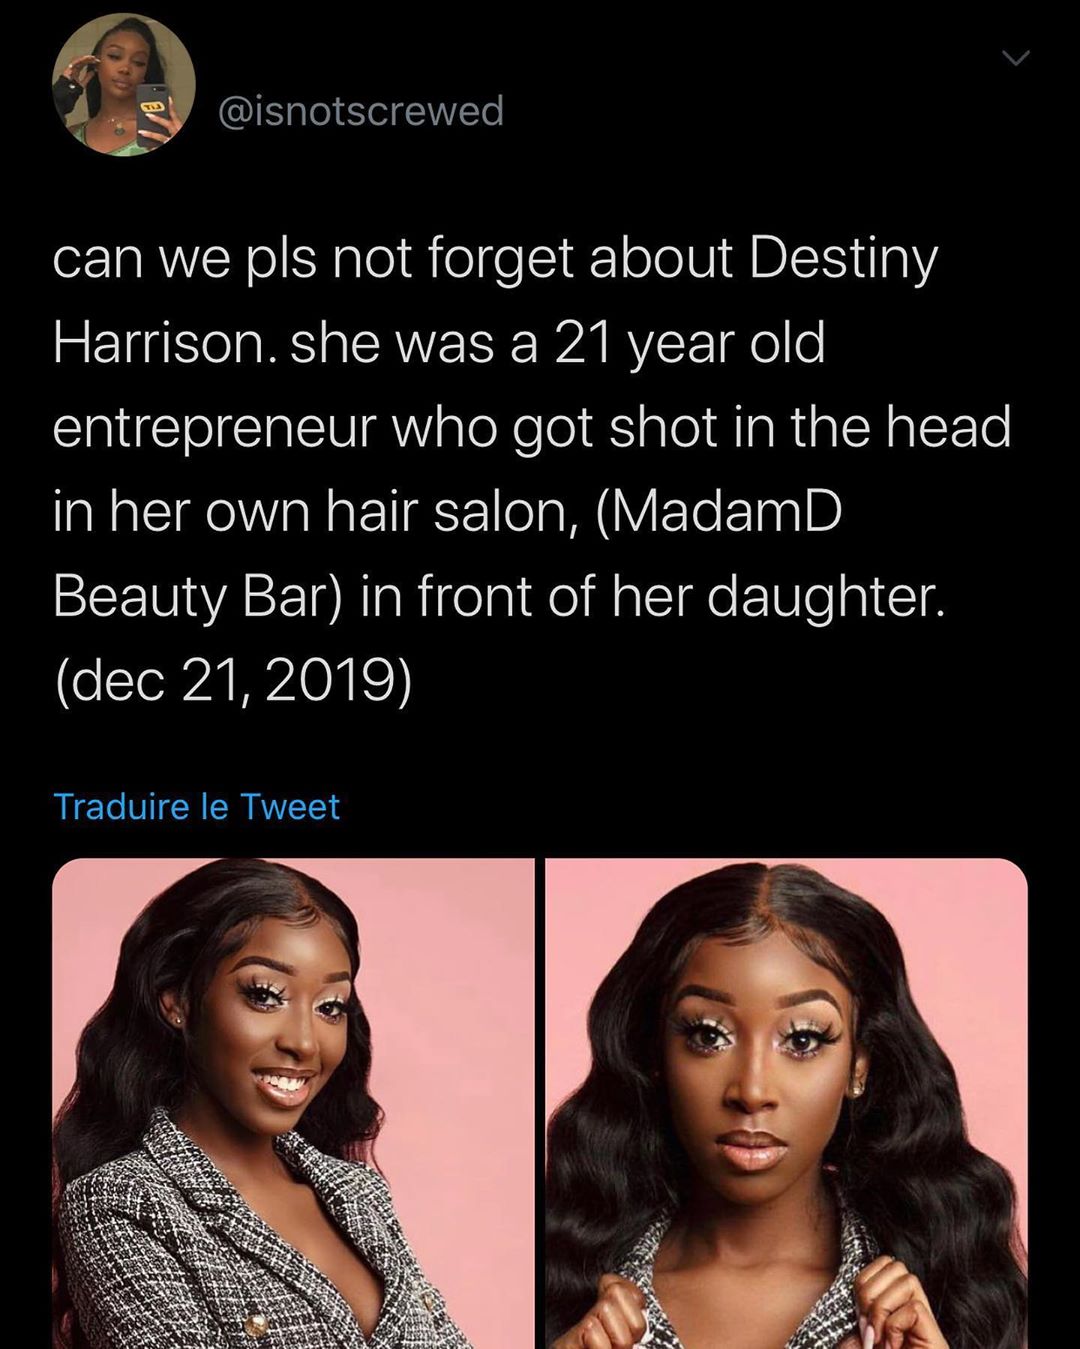 @isnotscrewed
can we pls not forget about Destiny
Harrison. she was a 21 year old
entrepreneur who got shot in the head
in her own hair salon, (MadamD
Beauty Bar) in front of her daughter.
(dec 21, 2019)
Traduire le Tweet